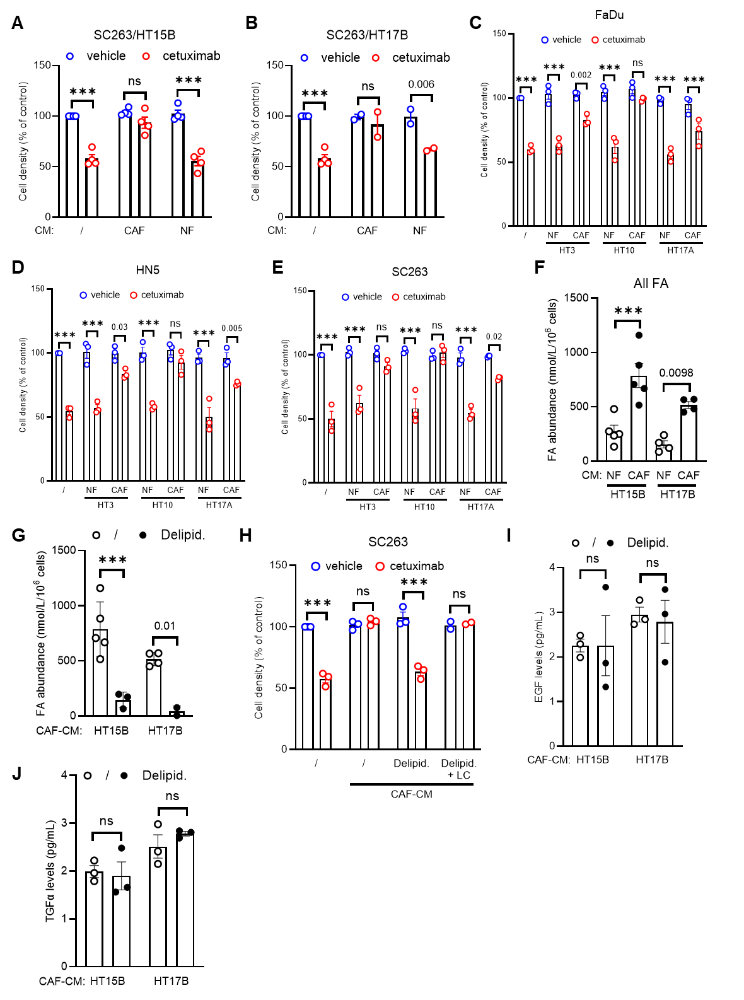 A
SC263/HT15B
vehicle cetuximab
Cell density (% of control)
150
100
50
0
*** ns ***
CM: / CAF NF
B
SC263/HT17B
vehicle cetuximab
Cell density (% of control)
150
100
50
0
*** ns 0.006
CM: / CAF NF
C
FaDu
vehicle cetuximab
Cell density (% of control)
150
100
50
0
*** *** 0.002 *** ns *** ***
/ NF CAF NF CAF NF CAF
HT3 HT10 HT17A
D
HN5
vehicle cetuximab
Cell density (% of control)
150
100
50
0
*** *** 0.03 *** ns *** 0.005
/ NF CAF NF CAF NF CAF
HT3 HT10 HT17A
E
SC263
vehicle cetuximab
Cell density (% of control)
150
100
50
0
*** *** ns *** ns *** 0.02
/ NF CAF NF CAF NF CAF
HT3 HT10 HT17A
F
All FA
FA abundance (nmol/L/10⁶ cells)
1500
1000
500
0
*** 0.0098
CM: NF CAF NF CAF
HT15B HT17B
G
/ Delipid.
FA abundance (nmol/L/10⁶ cells)
1500
1000
500
0
*** 0.01
CAF-CM: HT15B HT17B
H
SC263
vehicle cetuximab
Cell density (% of control)
150
100
50
0
*** ns *** ns
/ / Delipid. Delipid.
+ LC
CAF-CM
I
/ Delipid.
EGF levels (pg/mL)
4
3
2
1
0
ns ns
CAF-CM: HT15B HT17B
J
/ Delipid.
TGFα levels (pg/mL)
4
3
2
1
0
ns ns
CAF-CM: HT15B HT17B